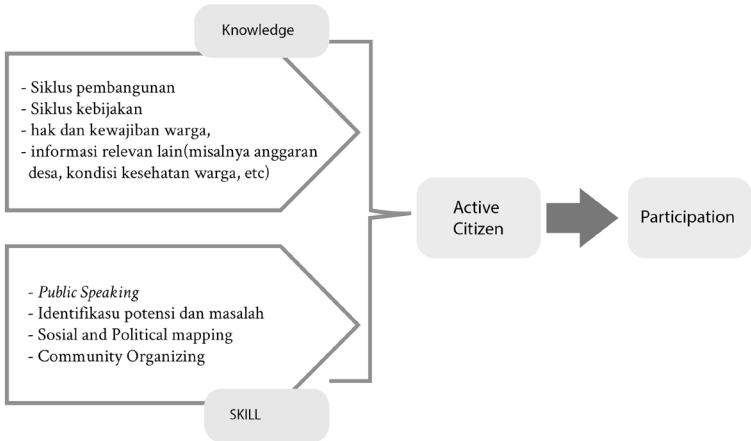 Knowledge
- Siklus pembangunan
- Siklus kebijakan
- hak dan kewajiban warga,
- informasi relevan lain(misalnya anggaran
desa, kondisi kesehatan warga, etc)
Active
Citizen
Participation
- Public Speaking
- Identifikasu potensi dan masalah
- Sosial and Political mapping
- Community Organizing
SKILL